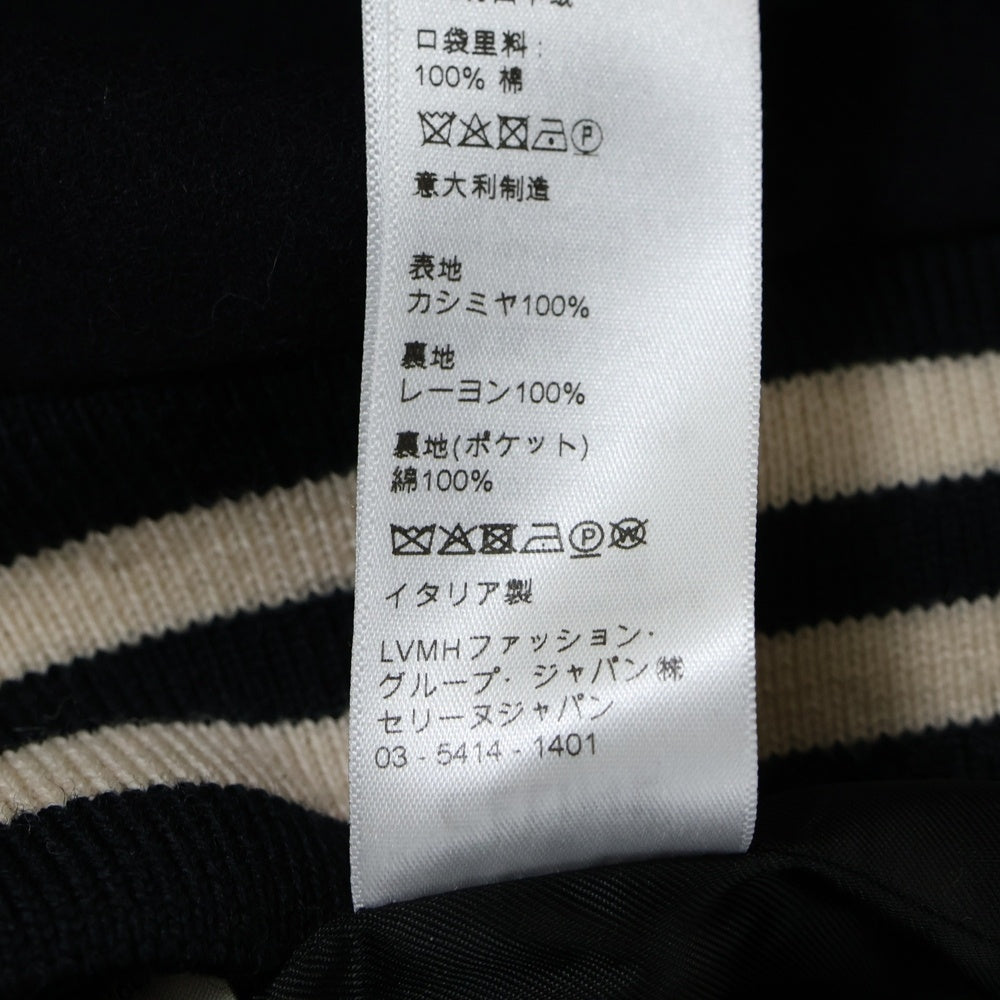 口袋里料:
100% 棉
P
意大利制造
表地
カシミヤ100%
裏地
レーヨン100%
裏地(ポケット)
綿100%
P W
イタリア製
LVMHファッション・
グループ・ジャパン㈱
セリーヌジャパン
03 - 5414 - 1401